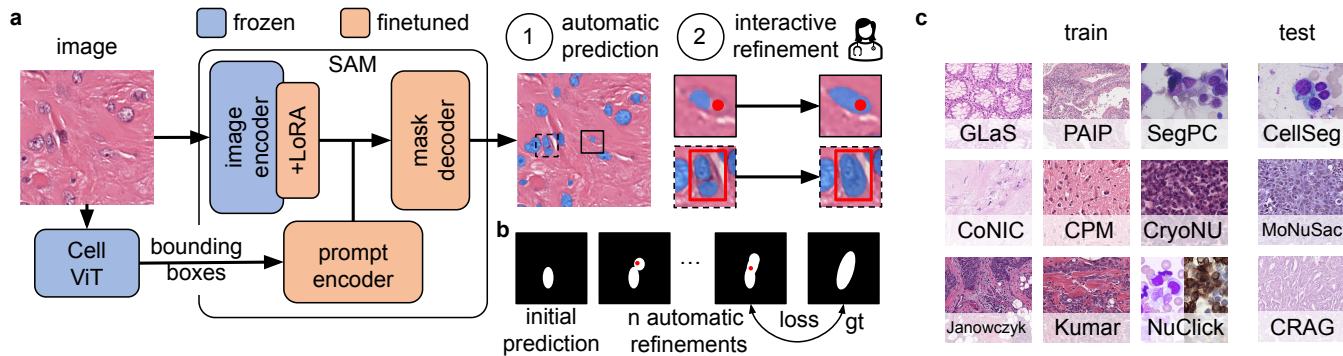 a
frozen
finetuned
image
SAM
image
encoder
+LoRA
mask
decoder
Cell
ViT
bounding
boxes
prompt
encoder
1
automatic
prediction
2
interactive
refinement
b
...
initial
prediction
n automatic
refinements
loss
gt
c
train
test
GLaS
PAIP
SegPC
CellSeg
CoNIC
CPM
CryoNU
MoNuSac
Janowczyk
Kumar
NuClick
CRAG